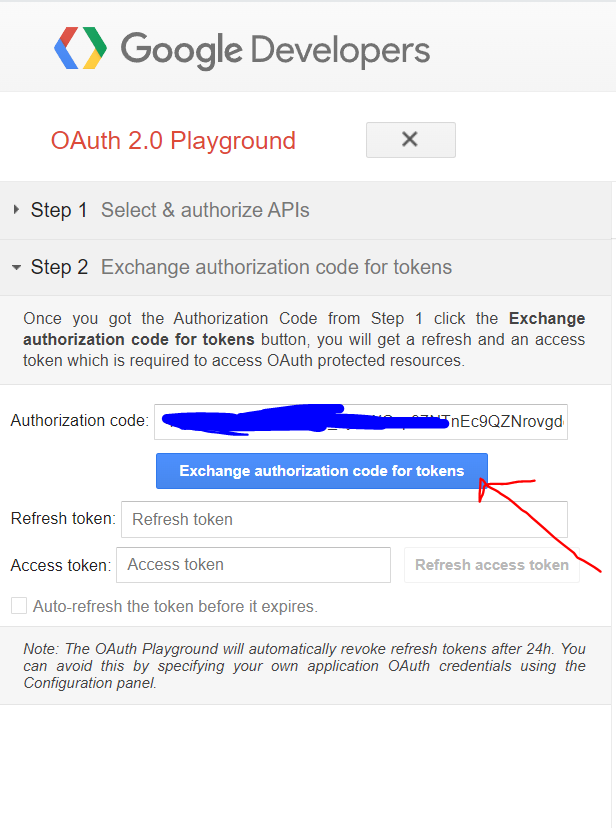 Google Developers
OAuth 2.0 Playground
Step 1 Select & authorize APIs
Step 2 Exchange authorization code for tokens
Once you got the Authorization Code from Step 1 click the Exchange
authorization code for tokens button, you will get a refresh and an access
token which is required to access OAuth protected resources.
Authorization code: TnEc9QZNrovgd
Exchange authorization code for tokens
Refresh token: Refresh token
Access token: Access token Refresh access token
Auto-refresh the token before it expires.
Note: The OAuth Playground will automatically revoke refresh tokens after 24h. You
can avoid this by specifying your own application OAuth credentials using the
Configuration panel.